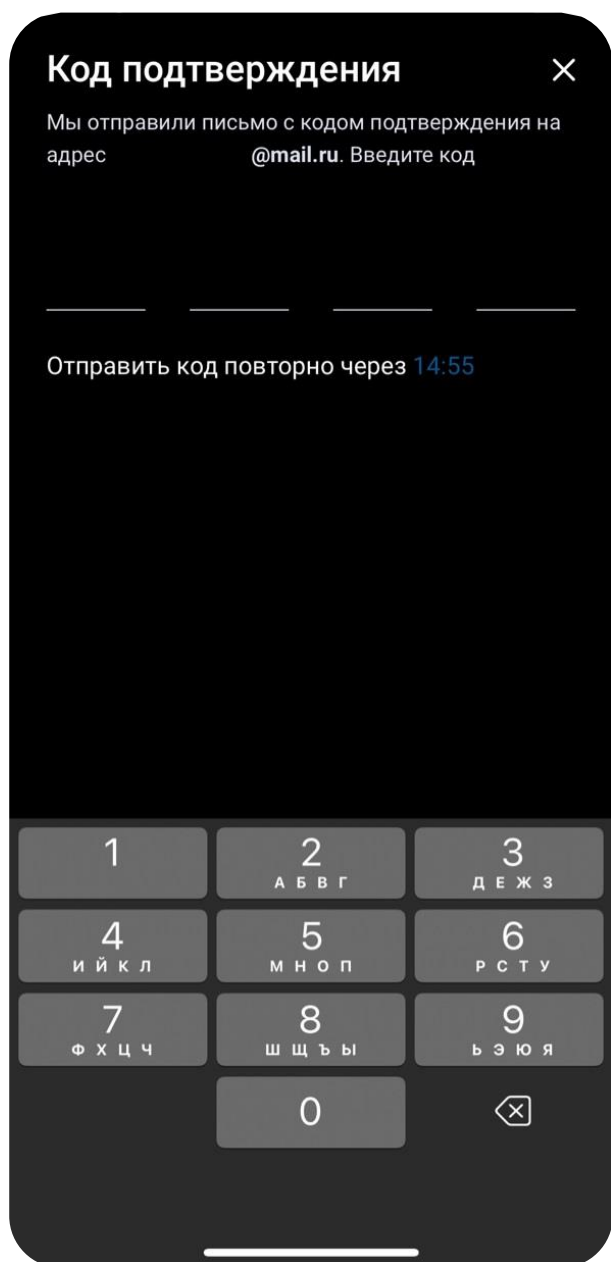 Код подтверждения
Мы отправили письмо с кодом подтверждения на
адрес @mail.ru. Введите код
Отправить код повторно через 14:55
1 2 3
А Б В Г Д Е Ж З
4 5 6
И Й К Л М Н О П Р С Т У
7 8 9
Ф Х Ц Ч Ш Щ Ъ Ы Ь Э Ю Я
0